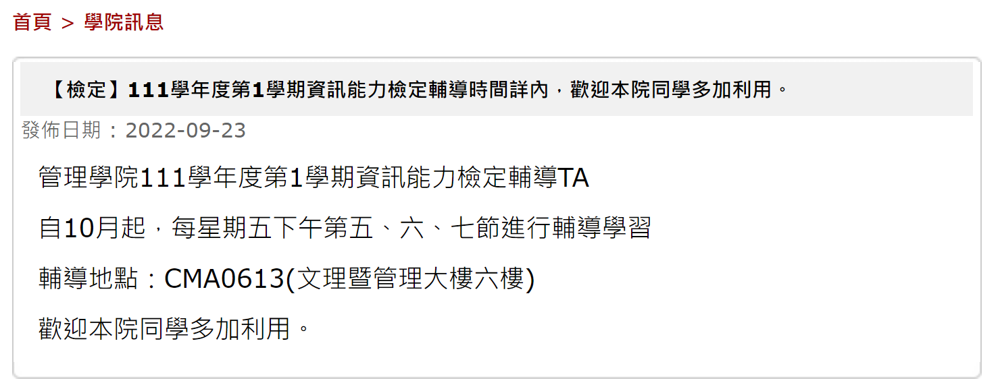 首頁 > 學院訊息
【檢定】111學年度第1學期資訊能力檢定輔導時間詳內，歡迎本院同學多加利用。
發佈日期：2022-09-23
管理學院111學年度第1學期資訊能力檢定輔導TA
自10月起，每星期五下午第五、六、七節進行輔導學習
輔導地點：CMA0613(文理暨管理大樓六樓)
歡迎本院同學多加利用。